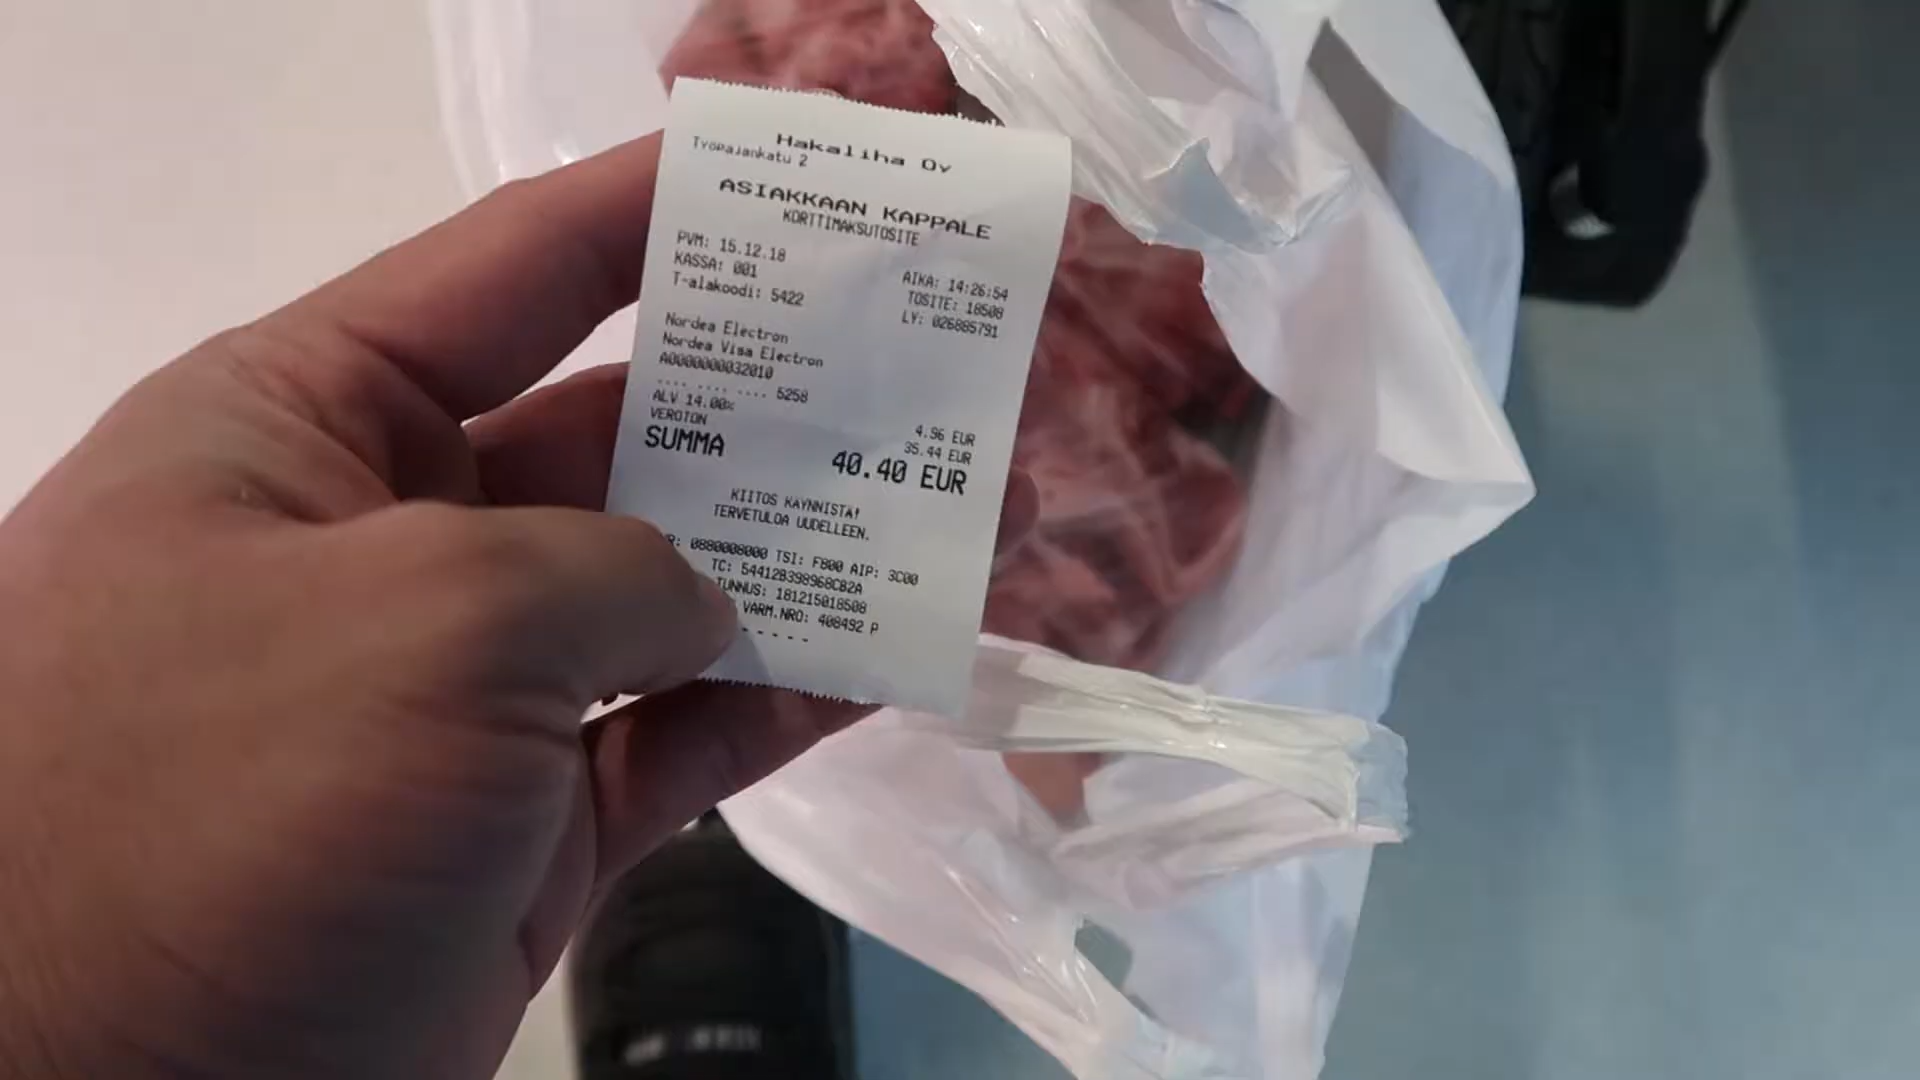 Hakaliha Oy
Työpajankatu 2
ASIAKKAAN KAPPALE
KORTTIMAKSUTOSITE
PVM: 15.12.18 AIKA: 14:26:54
KASSA: 001 TOSITE: 18508
T-alakoodi: 5422 LY: 026885791
Nordea Electron
Nordea Visa Electron
A0000000032010
.... .... .... 5258
ALV 14.00% 4.96 EUR
VEROTON 35.44 EUR
SUMMA 40.40 EUR
KIITOS KÄYNNISTÄ!
TERVETULOA UUDELLEEN.
R: 0880008000 TSI: F800 AIP: 3C00
TC: 54412B398968CB2A
TUNNUS: 181215018508
VARM.NRO: 408492 P
-----